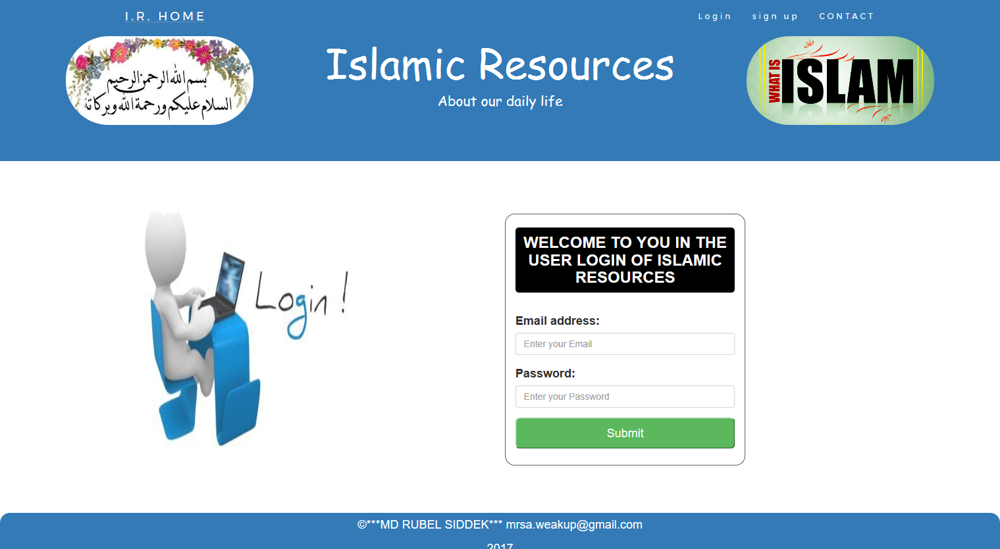 I.R. HOME
Login
sign up
CONTACT
بسم الله الرحمن الرحيم
السلام عليكم ورحمة الله وبركاته
Islamic Resources
About our daily life
WHAT IS
ISLAM
Login !
WELCOME TO YOU IN THE
USER LOGIN OF ISLAMIC
RESOURCES
Email address:
Enter your Email
Password:
Enter your Password
Submit
©***MD RUBEL SIDDEK*** mrsa.weakup@gmail.com
2017